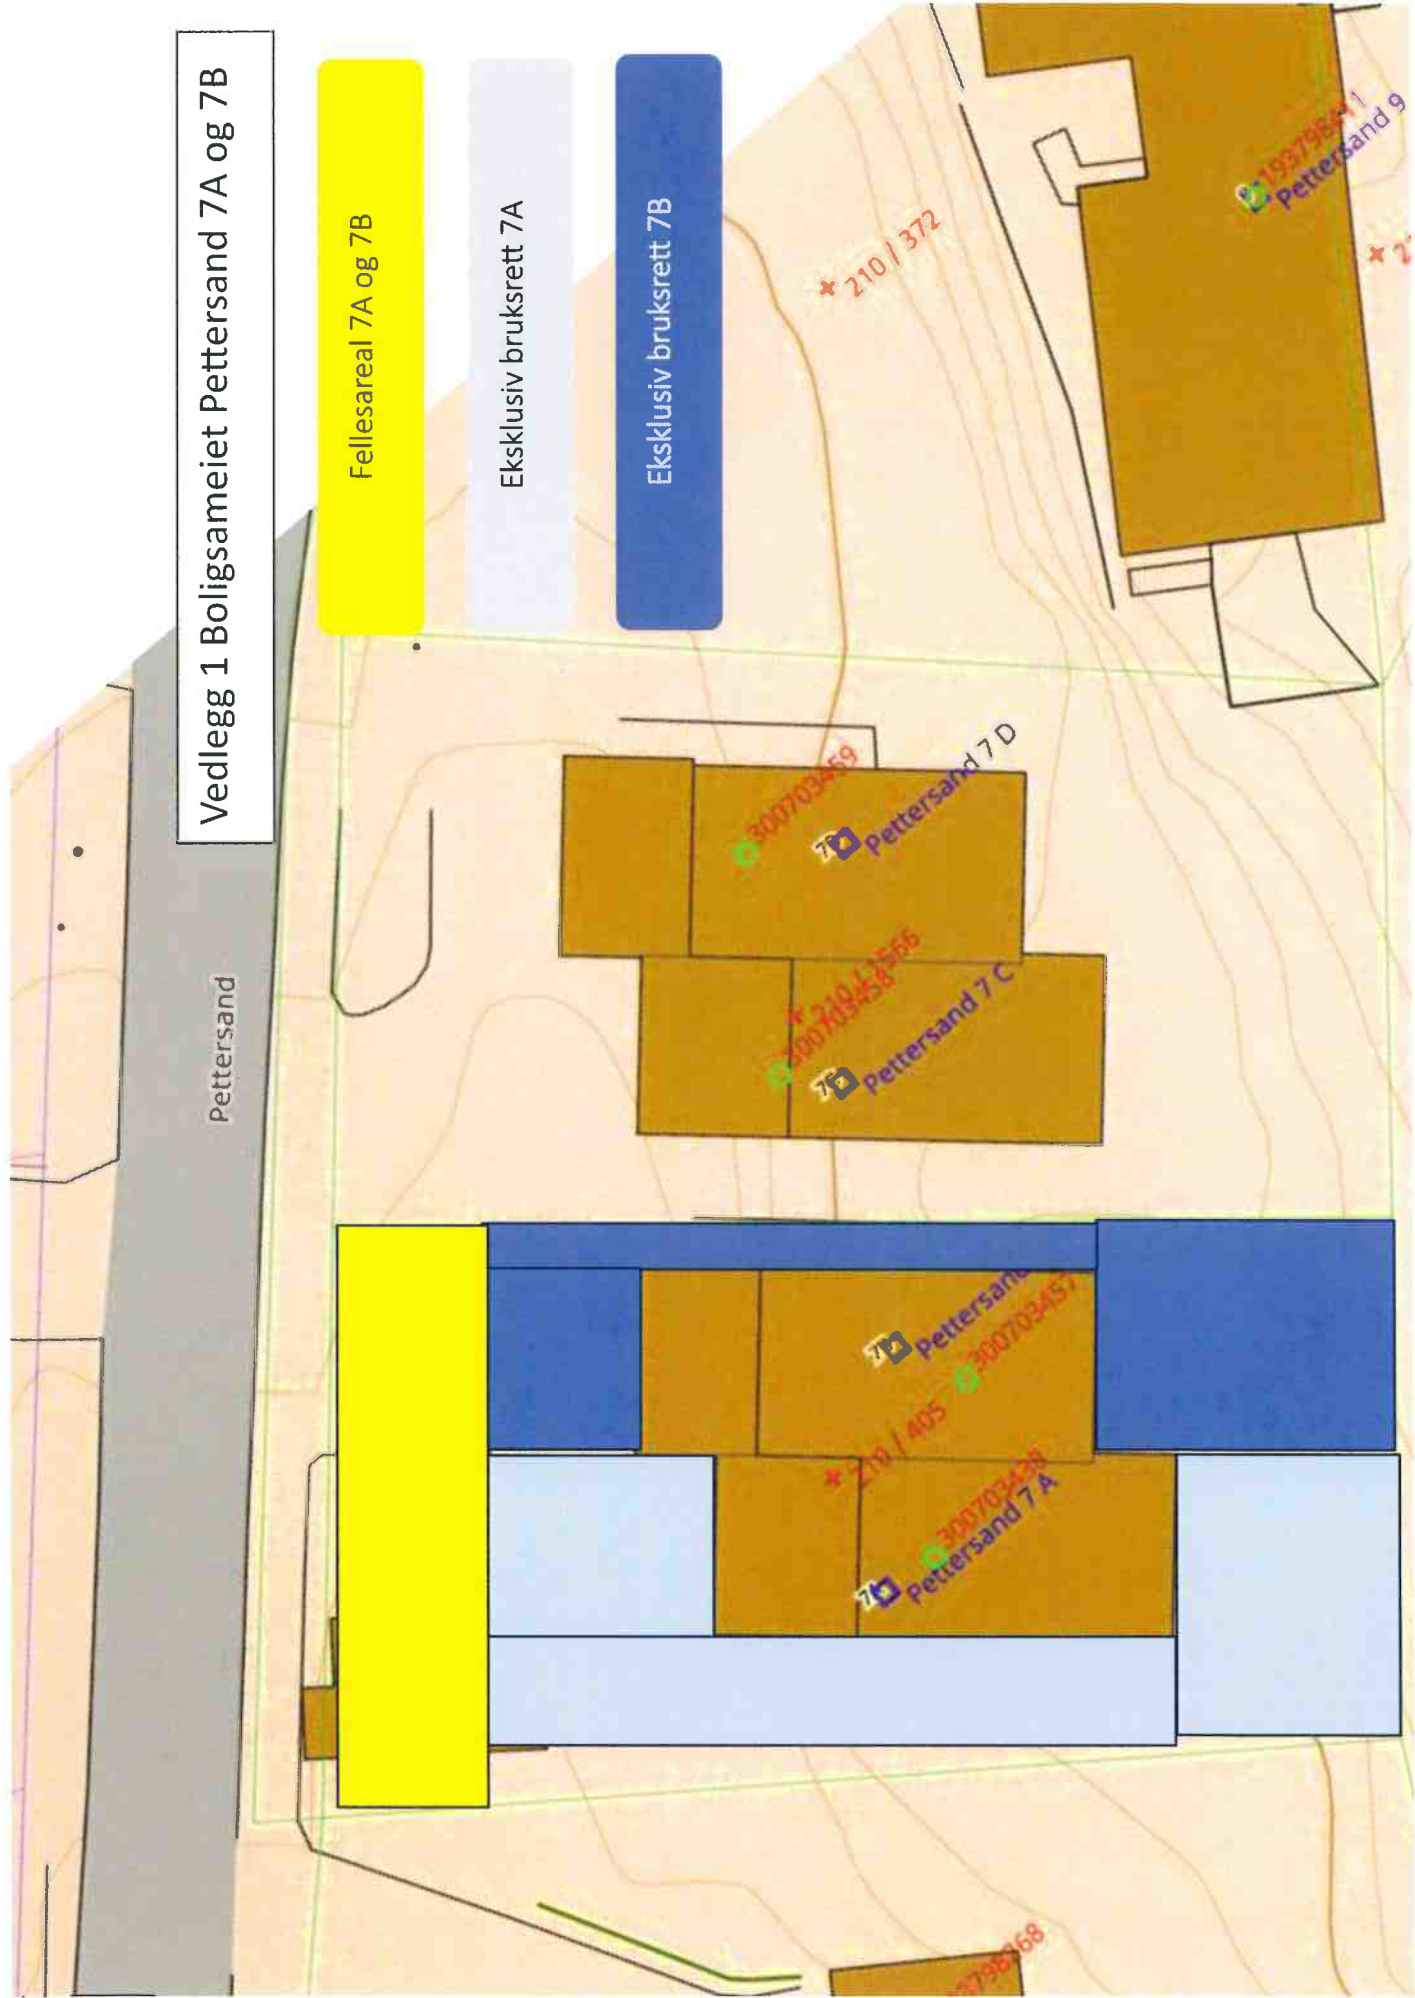 Vedlegg 1 Boligsameiet Pettersand 7A og 7B
Fellesareal 7A og 7B
Eksklusiv bruksrett 7A
Eksklusiv bruksrett 7B
Pettersand
210 / 372
Pettersand 9
300703459
Pettersand 7 D
Pettersand 7 C
300703457
210 / 405
Pettersand 7 A